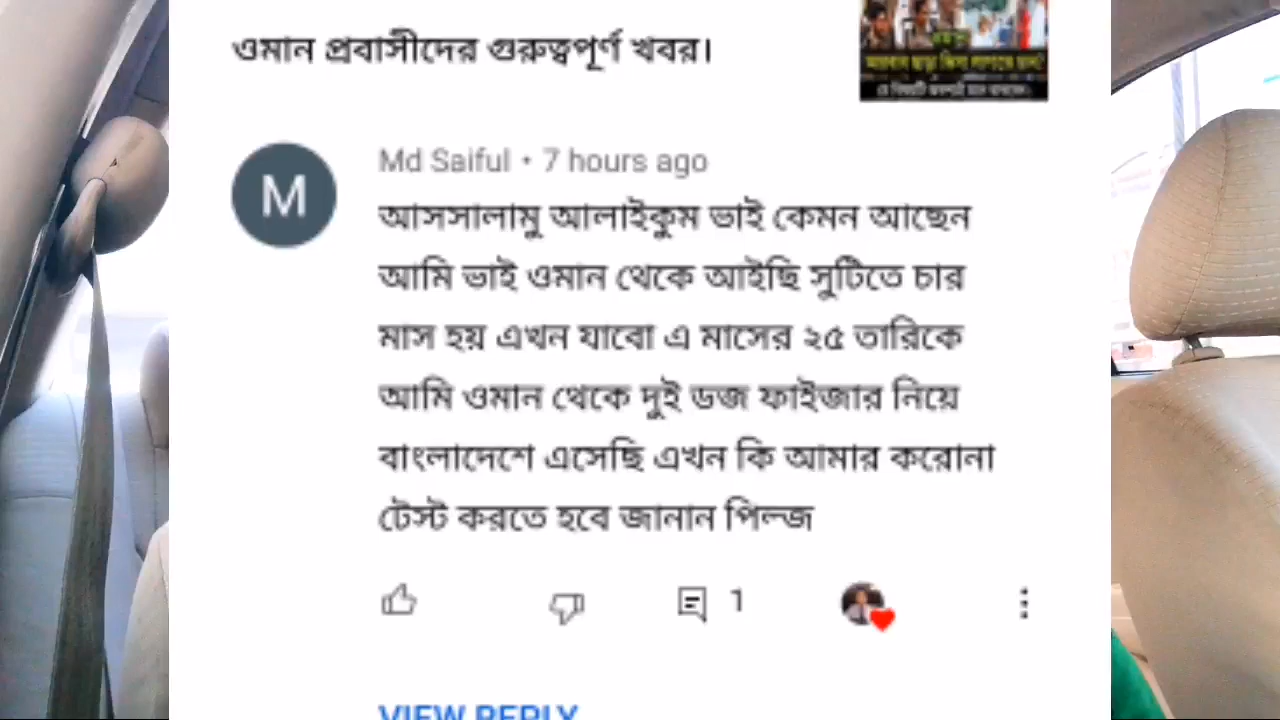 ওমান প্রবাসীদের গুরুত্বপূর্ণ খবর।
M
Md Saiful • 7 hours ago
আসসালামু আলাইকুম ভাই কেমন আছেন
আমি ভাই ওমান থেকে আইছি সুটিতে চার
মাস হয় এখন যাবো এ মাসের ২৫ তারিকে
আমি ওমান থেকে দুই ডজ ফাইজার নিয়ে
বাংলাদেশে এসেছি এখন কি আমার করোনা
টেস্ট করতে হবে জানান পিল্জ
1
VIEW REPLY